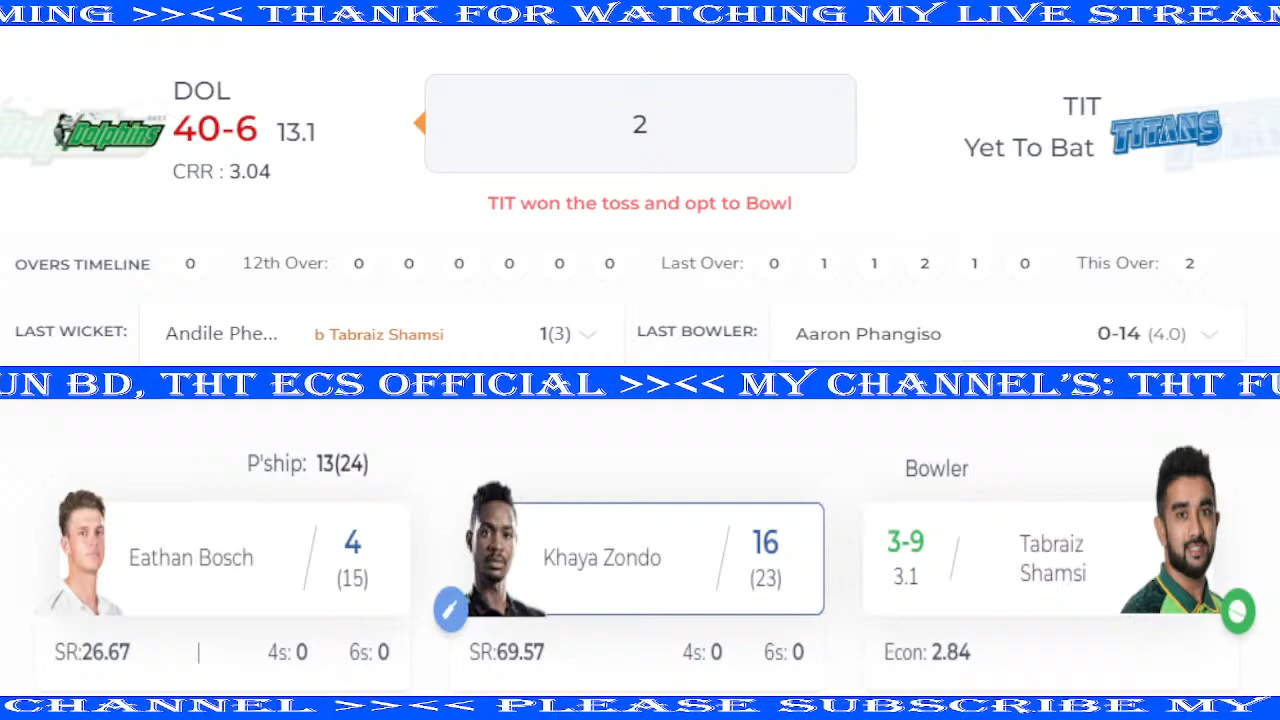 MING >><< THANK FOR WATCHING MY LIVE STREAM
DOL
40-6 13.1
CRR : 3.04
Dolphins
2
TIT
Yet To Bat
TITANS
TIT won the toss and opt to Bowl
OVERS TIMELINE 0 12th Over: 0 0 0 0 0 0 Last Over: 0 1 1 2 1 0 This Over: 2
LAST WICKET: Andile Phe... b Tabraiz Shamsi 1(3) LAST BOWLER: Aaron Phangiso 0-14 (4.0)
UN BD, THT ECS OFFICIAL >><< MY CHANNEL'S: THT FU
P'ship: 13(24)
Bowler
Eathan Bosch 4 (15)
Khaya Zondo 16 (23)
3-9 3.1 Tabraiz Shamsi
SR:26.67 | 4s: 0 6s: 0
SR:69.57 4s: 0 6s: 0
Econ: 2.84
CHANNEL >><< PLEASE SUBSCRIBE MY